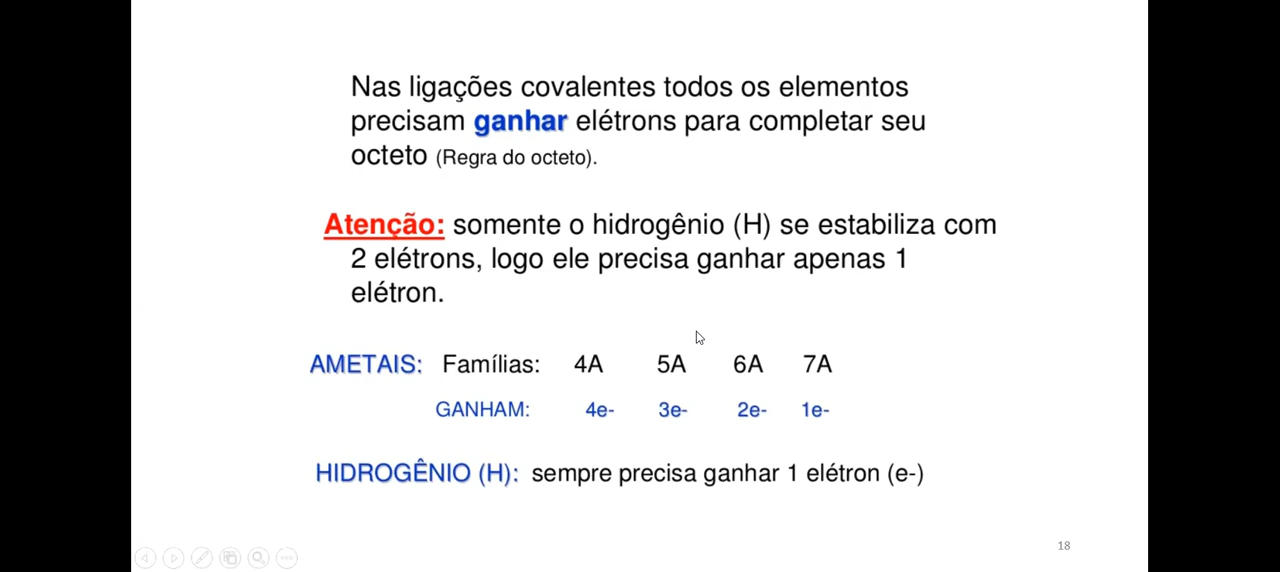 Nas ligações covalentes todos os elementos
precisam ganhar elétrons para completar seu
octeto (Regra do octeto).
Atenção: somente o hidrogênio (H) se estabiliza com
2 elétrons, logo ele precisa ganhar apenas 1
elétron.
AMETAIS: Famílias: 4A 5A 6A 7A
GANHAM: 4e- 3e- 2e- 1e-
HIDROGÊNIO (H): sempre precisa ganhar 1 elétron (e-)
18